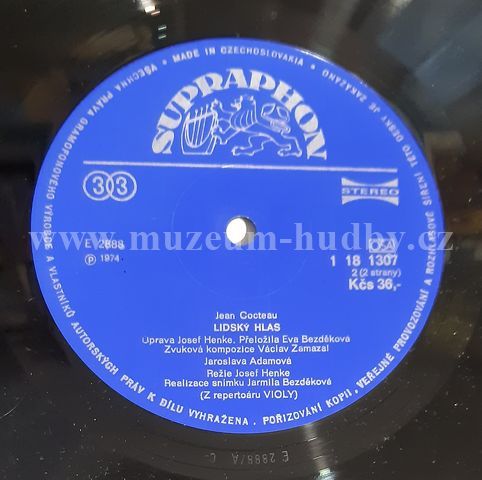 VŠECHNA PRÁVA GRAMOFONOVÉHO VÝROBCE A VLASTNÍKŮ AUTORSKÝCH PRÁV K DÍLU VYHRAŽENA. POŘIZOVÁNÍ KOPIÍ, VEŘEJNÉ PROVOZOVÁNÍ A ROZHLASOVÉ ŠÍŘENÍ TÉTO DESKY JE ZAKÁZÁNO
• MADE IN CZECHOSLOVAKIA •
SUPRAPHON
33
STEREO
www.muzeum-hudby.cz
E 2888
Ⓟ 1974
OSA
1 18 1307
2 (2 strany)
Kčs 36,-
Jean Cocteau
LIDSKÝ HLAS
Úprava Josef Henke. Přeložila Eva Bezděková
Zvuková kompozice Václav Zamazal
Jaroslava Adamová
Režie Josef Henke
Realizace snímku Jarmila Bezděková
(Z repertoáru VIOLY)
E 2888/A